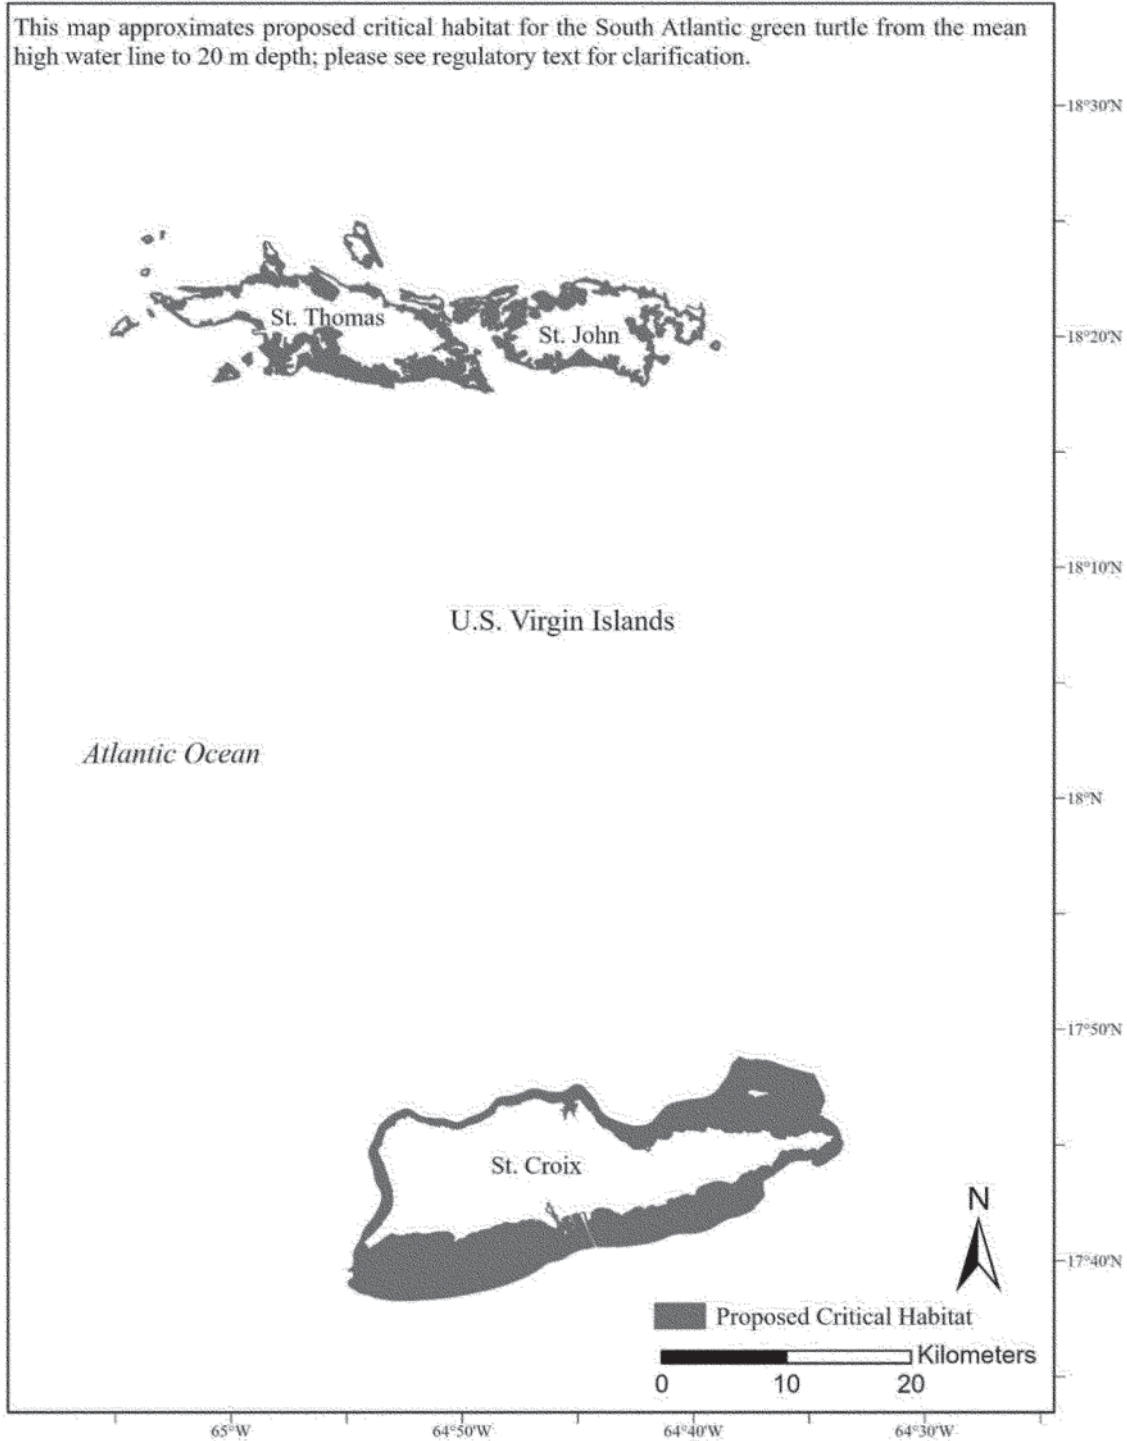 This map approximates proposed critical habitat for the South Atlantic green turtle from the mean
high water line to 20 m depth; please see regulatory text for clarification.
18°30'N
St. Thomas
St. John
18°20'N
18°10'N
U.S. Virgin Islands
Atlantic Ocean
18°N
17°50'N
St. Croix
N
17°40'N
Proposed Critical Habitat
Kilometers
0 10 20
65°W 64°50'W 64°40'W 64°30'W